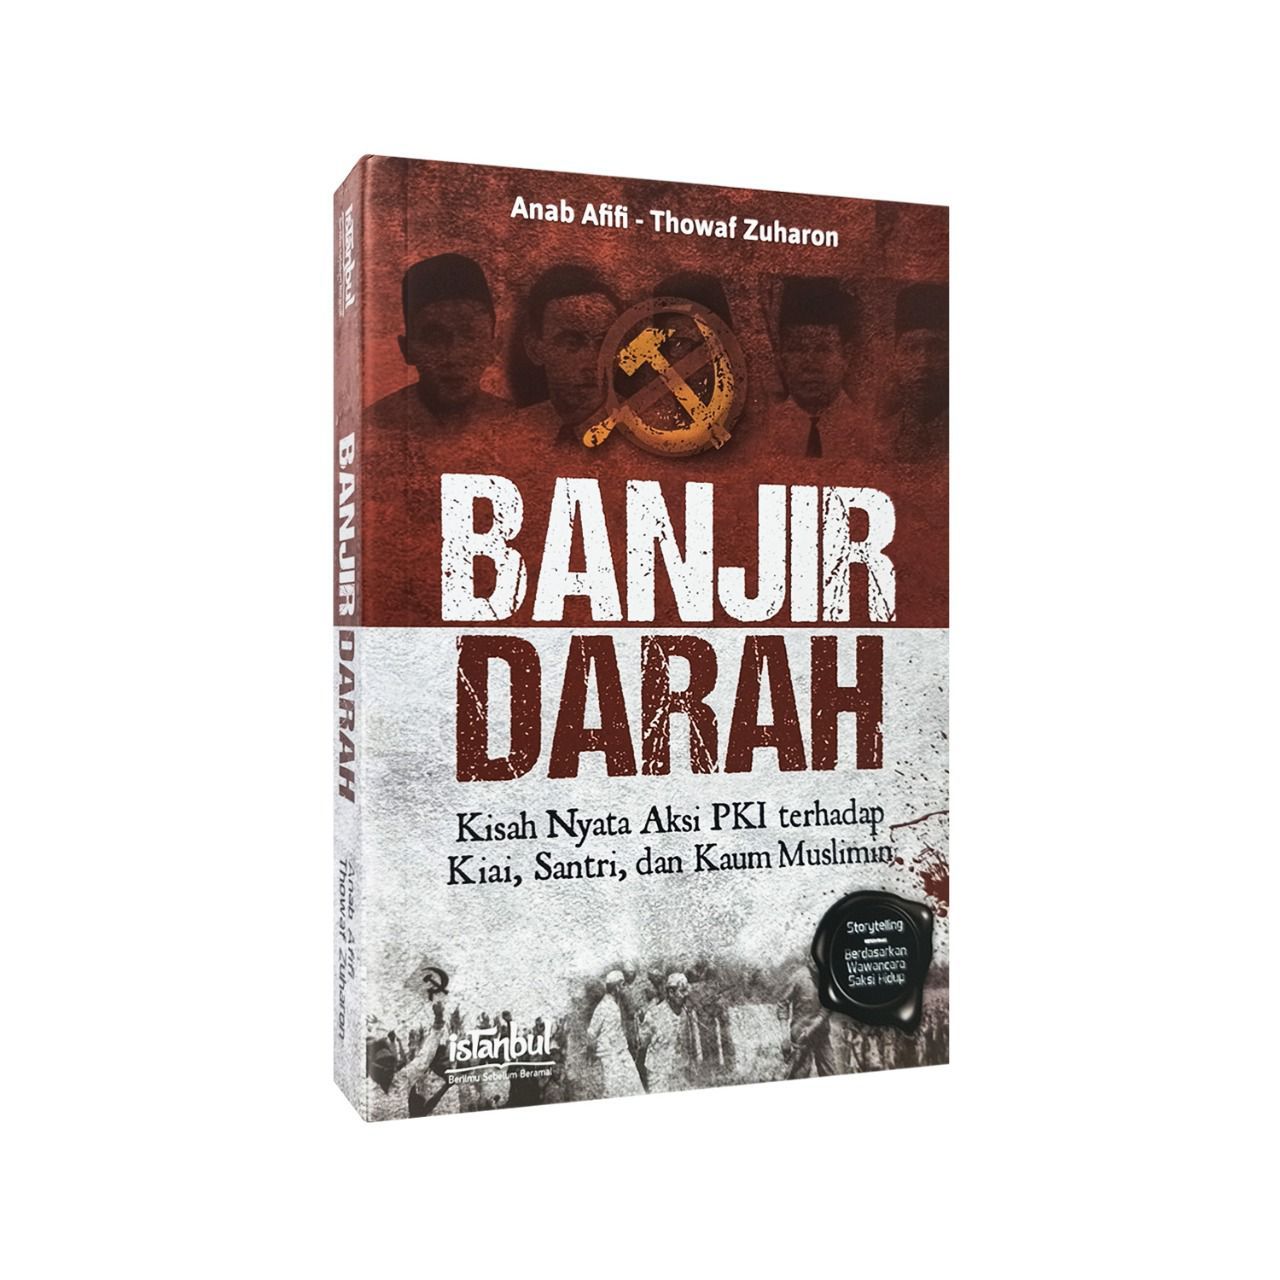 Anab Afifi - Thowaf Zuharon
BANJIR
DARAH
Kisah Nyata Aksi PKI terhadap
Kiai, Santri, dan Kaum Muslimin
Storytelling
Berdasarkan
Wawancara
Saksi Hidup
isTanbul
Berilmu Sebelum Beramal
isTanbul
BANJIR DARAH
Anab Afifi
Thowaf Zuharon